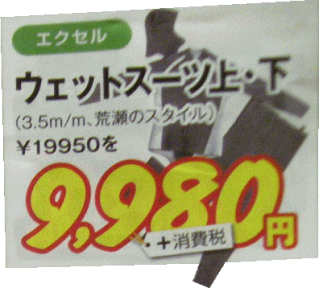 エクセル
ウェットスーツ上・下
(3.5m/m、荒瀬のスタイル)
¥19950を
9,980円
+消費税